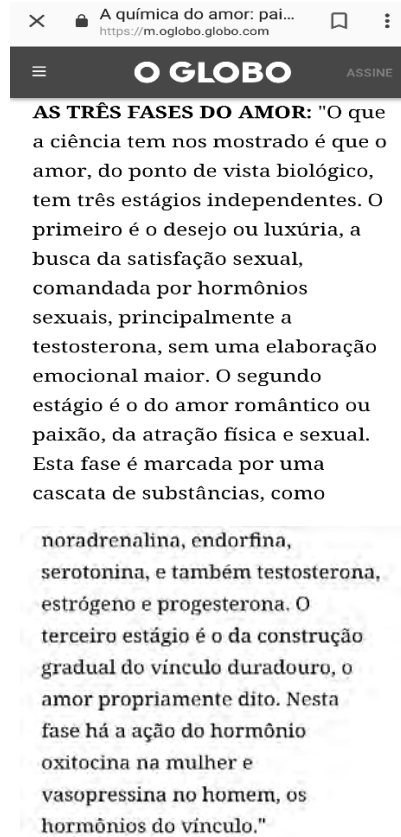 A química do amor: pai...
https://m.oglobo.globo.com
O GLOBO
ASSINE
AS TRÊS FASES DO AMOR: "O que
a ciência tem nos mostrado é que o
amor, do ponto de vista biológico,
tem três estágios independentes. O
primeiro é o desejo ou luxúria, a
busca da satisfação sexual,
comandada por hormônios
sexuais, principalmente a
testosterona, sem uma elaboração
emocional maior. O segundo
estágio é o do amor romântico ou
paixão, da atração física e sexual.
Esta fase é marcada por uma
cascata de substâncias, como
noradrenalina, endorfina,
serotonina, e também testosterona,
estrógeno e progesterona. O
terceiro estágio é o da construção
gradual do vínculo duradouro, o
amor propriamente dito. Nesta
fase há a ação do hormônio
oxitocina na mulher e
vasopressina no homem, os
hormônios do vínculo."